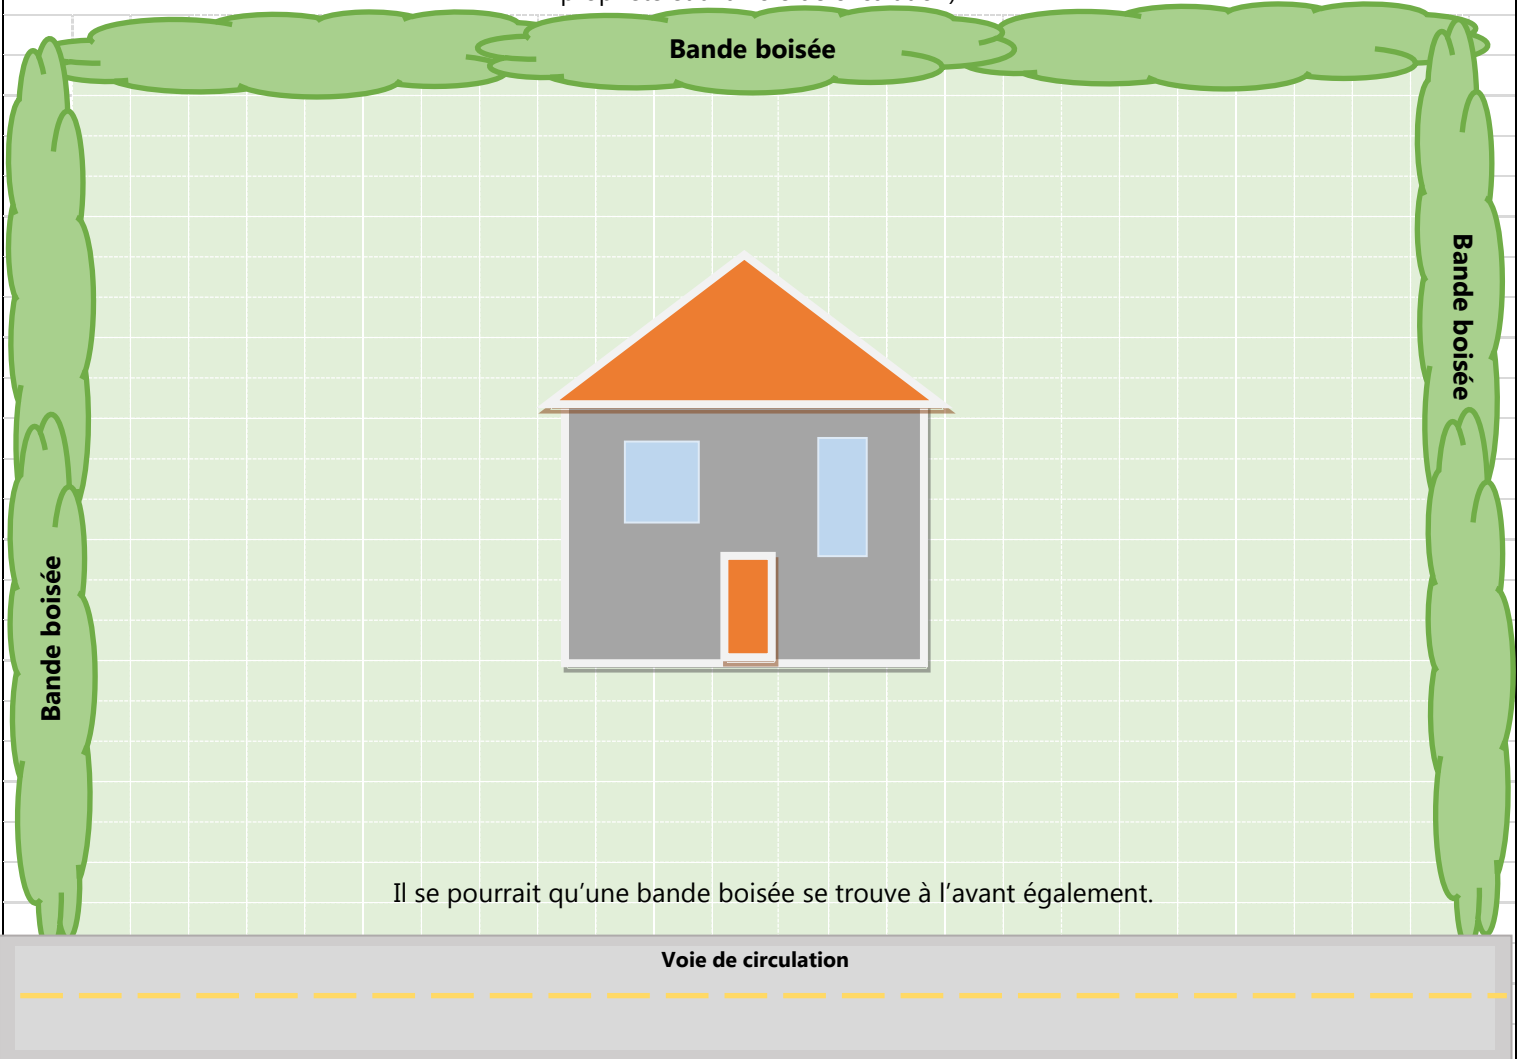 Bande boisée
Bande boisée
Bande boisée
Il se pourrait qu’une bande boisée se trouve à l’avant également.
Voie de circulation